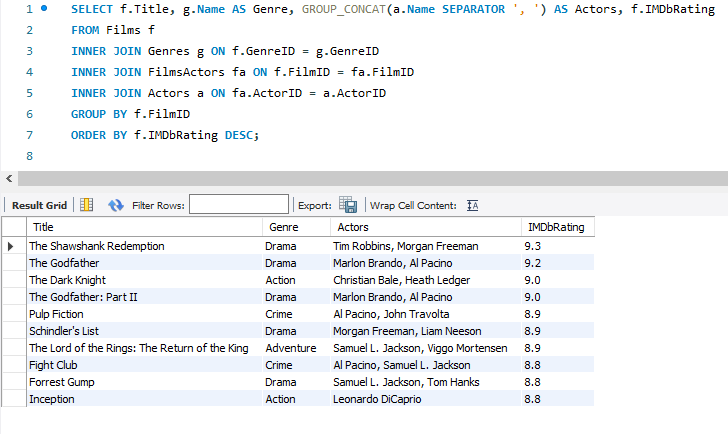 1 SELECT f.Title, g.Name AS Genre, GROUP_CONCAT(a.Name SEPARATOR ', ') AS Actors, f.IMDbRating
2 FROM Films f
3 INNER JOIN Genres g ON f.GenreID = g.GenreID
4 INNER JOIN FilmsActors fa ON f.FilmID = fa.FilmID
5 INNER JOIN Actors a ON fa.ActorID = a.ActorID
6 GROUP BY f.FilmID
7 ORDER BY f.IMDbRating DESC;
8
Result Grid Filter Rows: Export: Wrap Cell Content:
Title Genre Actors IMDbRating
The Shawshank Redemption Drama Tim Robbins, Morgan Freeman 9.3
The Godfather Drama Marlon Brando, Al Pacino 9.2
The Dark Knight Action Christian Bale, Heath Ledger 9.0
The Godfather: Part II Drama Marlon Brando, Al Pacino 9.0
Pulp Fiction Crime Al Pacino, John Travolta 8.9
Schindler's List Drama Morgan Freeman, Liam Neeson 8.9
The Lord of the Rings: The Return of the King Adventure Samuel L. Jackson, Viggo Mortensen 8.9
Fight Club Crime Al Pacino, Samuel L. Jackson 8.8
Forrest Gump Drama Samuel L. Jackson, Tom Hanks 8.8
Inception Action Leonardo DiCaprio 8.8